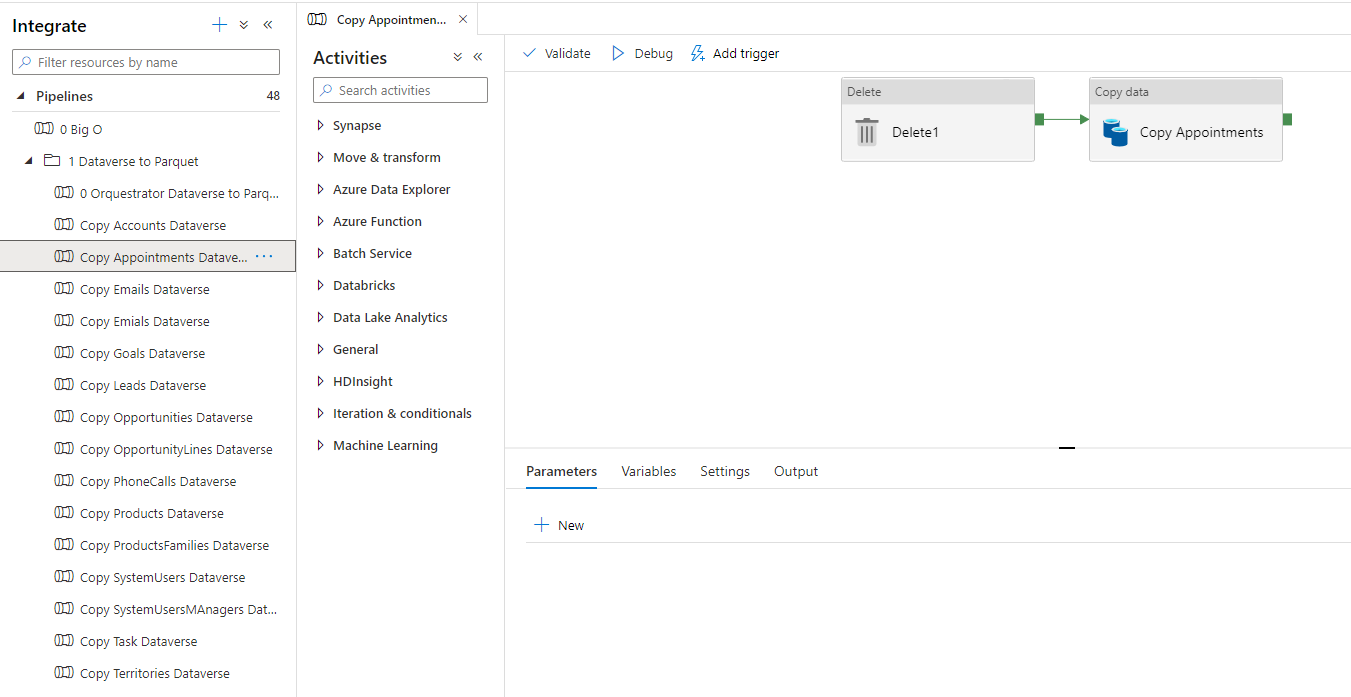 Integrate
Filter resources by name
Pipelines 48
0 Big O
1 Dataverse to Parquet
0 Orquestrator Dataverse to Parq...
Copy Accounts Dataverse
Copy Appointments Datave... ...
Copy Emails Dataverse
Copy Emials Dataverse
Copy Goals Dataverse
Copy Leads Dataverse
Copy Opportunities Dataverse
Copy OpportunityLines Dataverse
Copy PhoneCalls Dataverse
Copy Products Dataverse
Copy ProductsFamilies Dataverse
Copy SystemUsers Dataverse
Copy SystemUsersMAnagers Dat...
Copy Task Dataverse
Copy Territories Dataverse
Copy Appointmen...
Activities
Search activities
Synapse
Move & transform
Azure Data Explorer
Azure Function
Batch Service
Databricks
Data Lake Analytics
General
HDInsight
Iteration & conditionals
Machine Learning
Validate Debug Add trigger
Delete
Delete1
Copy data
Copy Appointments
Parameters Variables Settings Output
New